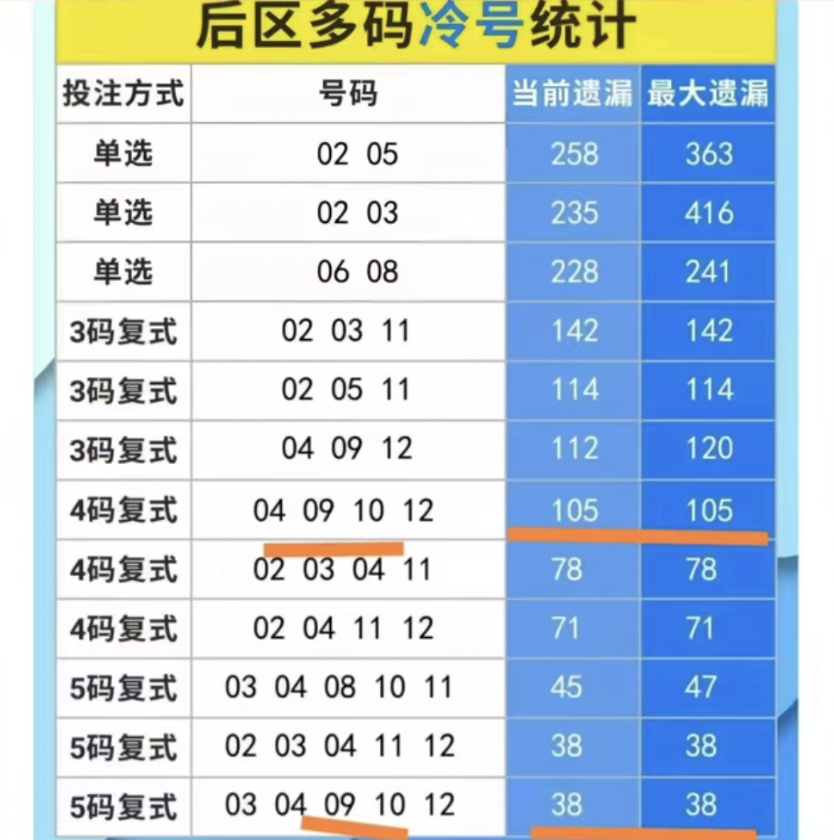 后区多码冷号统计
投注方式 号码 当前遗漏 最大遗漏
单选 02 05 258 363
单选 02 03 235 416
单选 06 08 228 241
3码复式 02 03 11 142 142
3码复式 02 05 11 114 114
3码复式 04 09 12 112 120
4码复式 04 09 10 12 105 105
4码复式 02 03 04 11 78 78
4码复式 02 04 11 12 71 71
5码复式 03 04 08 10 11 45 47
5码复式 02 03 04 11 12 38 38
5码复式 03 04 09 10 12 38 38